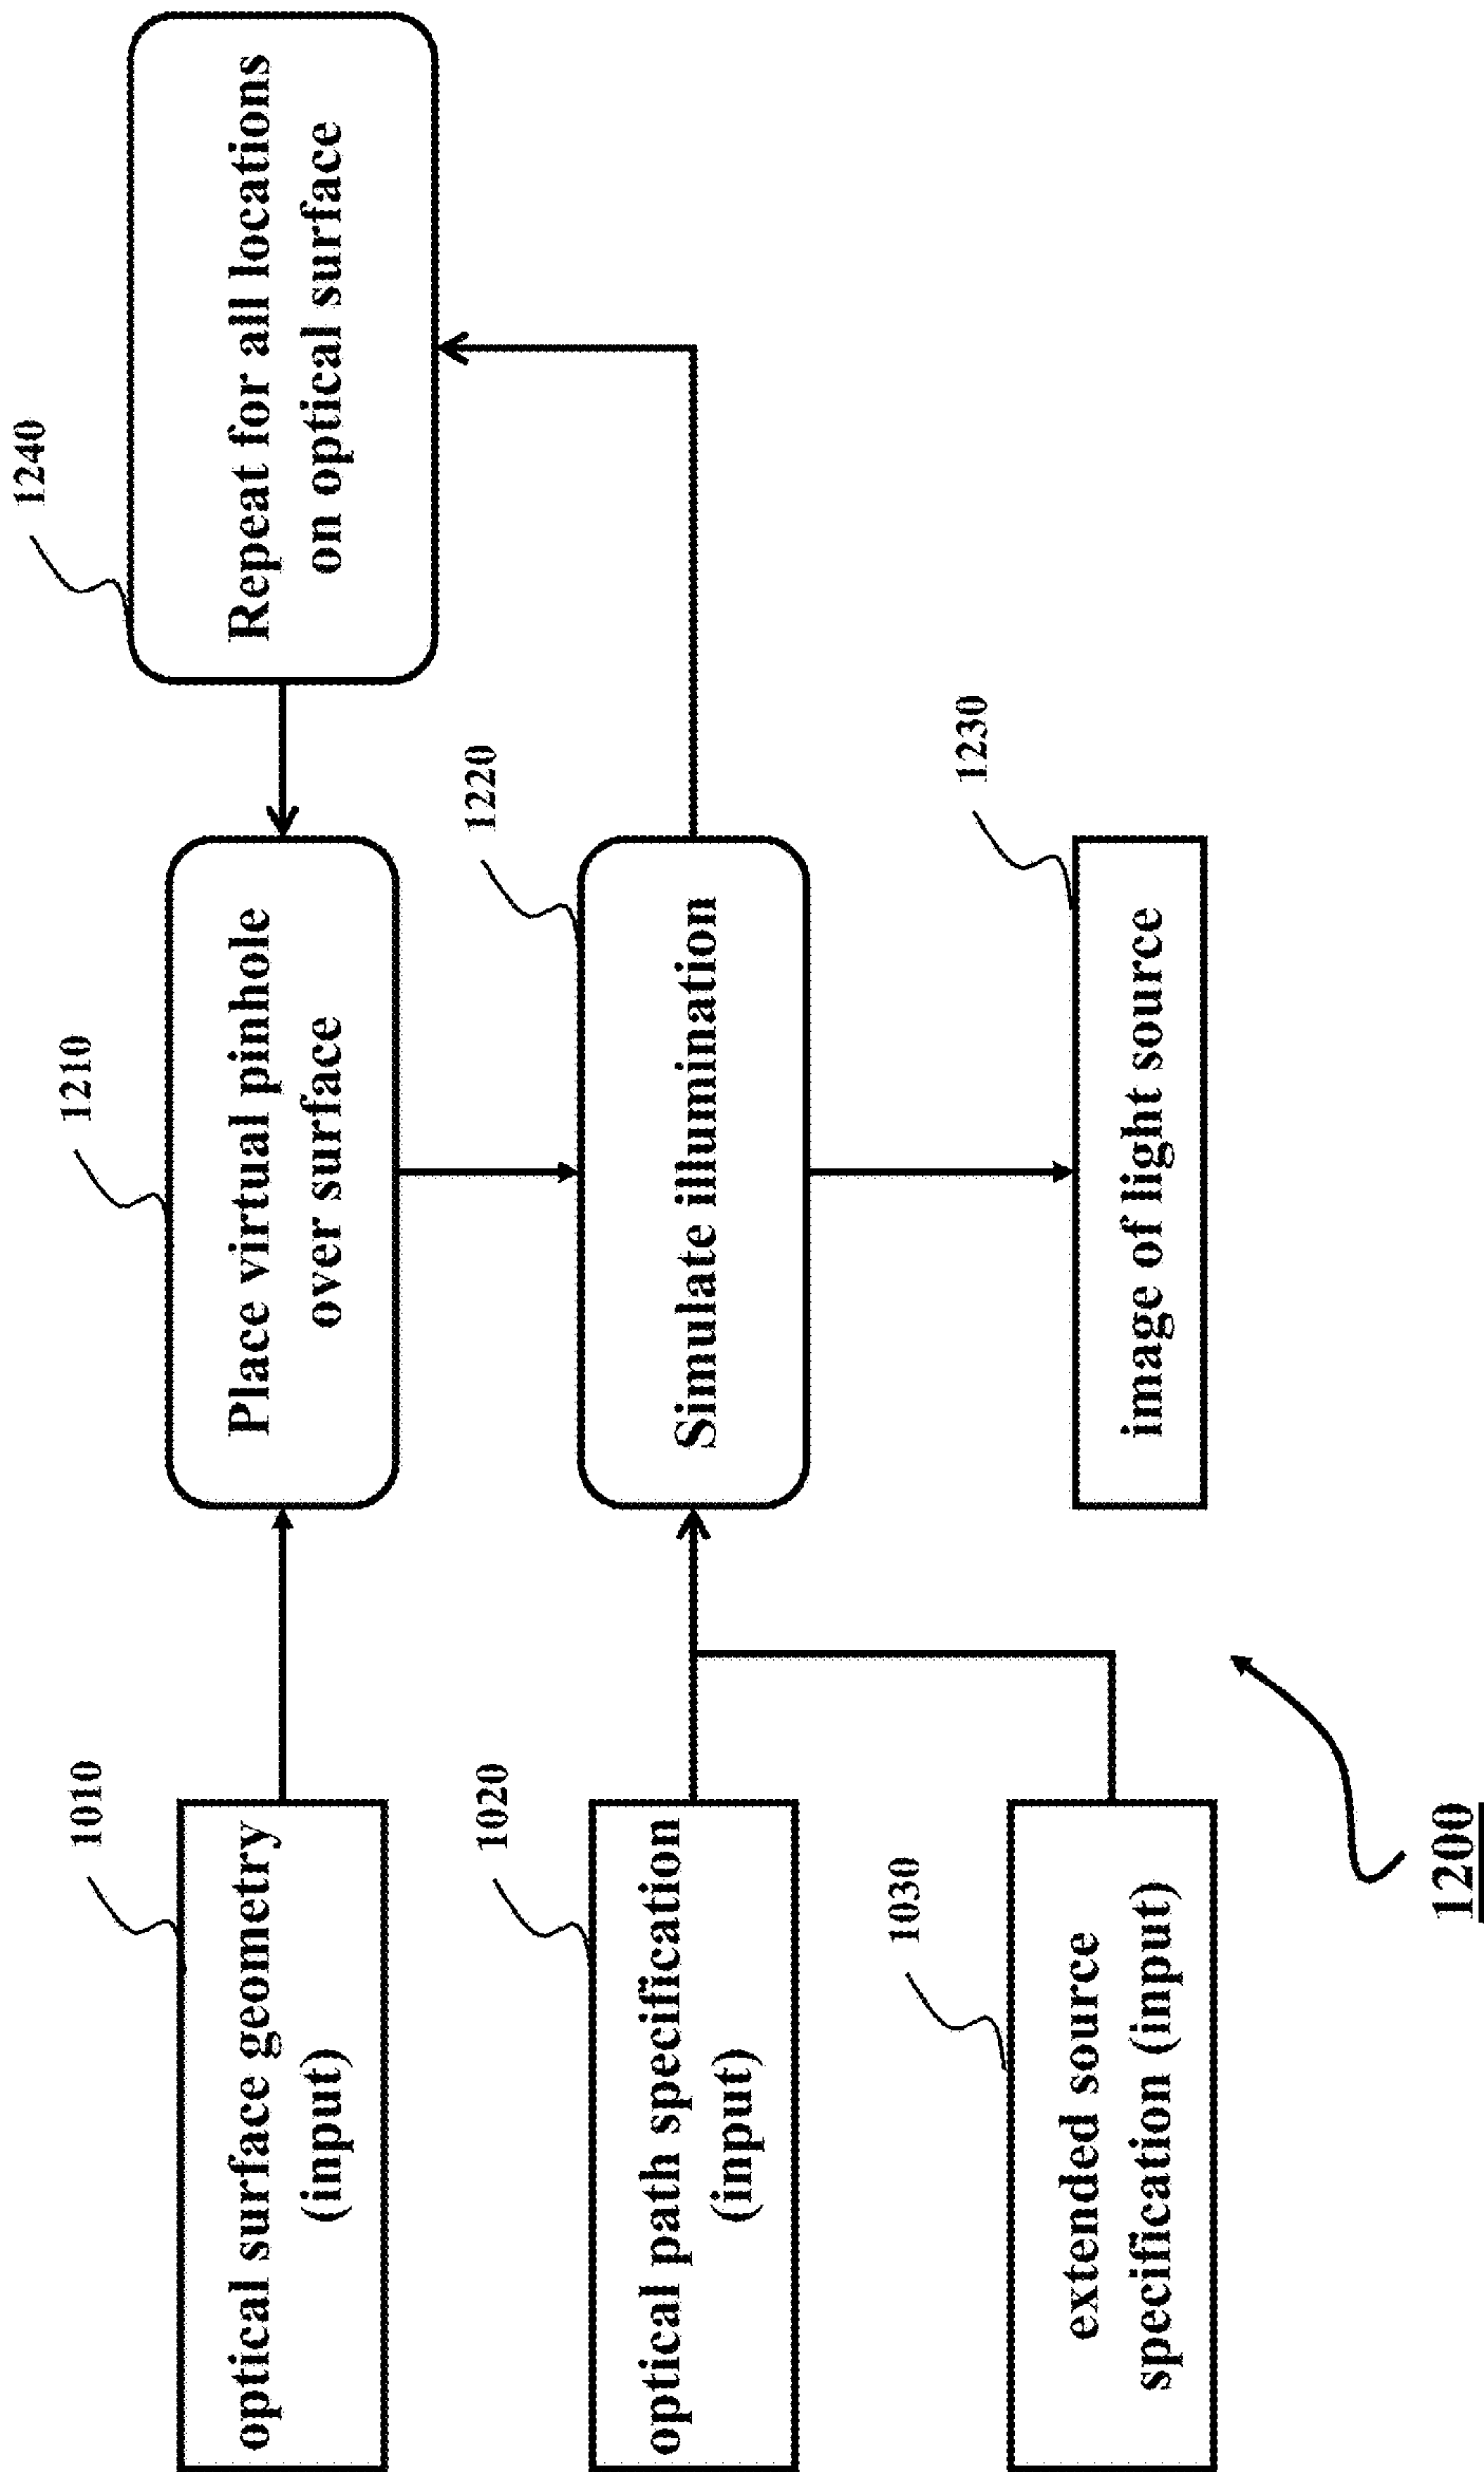 1010
optical surface geometry
(input)
1210
Place virtual pinhole
over surface
1240
Repeat for all locations
on optical surface
1020
optical path specification
(input)
1220
Simulate illumination
1030
extended source
specification (input)
1230
image of light source
1200